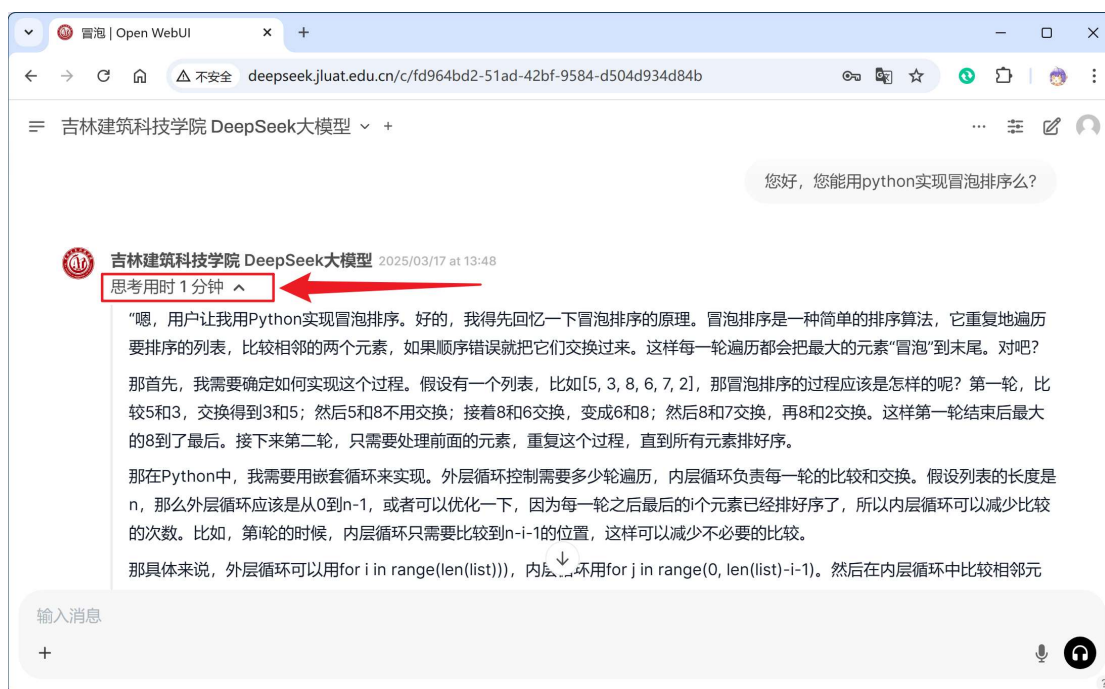 冒泡 | Open WebUI
不安全 deepseek.jluat.edu.cn/c/fd964bd2-51ad-42bf-9584-d504d934d84b
吉林建筑科技学院 DeepSeek大模型
您好，您能用python实现冒泡排序么？
吉林建筑科技学院 DeepSeek大模型 2025/03/17 at 13:48
思考用时 1 分钟
“嗯，用户让我用Python实现冒泡排序。好的，我得先回忆一下冒泡排序的原理。冒泡排序是一种简单的排序算法，它重复地遍历
要排序的列表，比较相邻的两个元素，如果顺序错误就把它们交换过来。这样每一轮遍历都会把最大的元素“冒泡”到末尾。对吧？
那首先，我需要确定如何实现这个过程。假设有一个列表，比如[5, 3, 8, 6, 7, 2]，那冒泡排序的过程应该是怎样的呢？第一轮，比
较5和3，交换得到3和5；然后5和8不用交换；接着8和6交换，变成6和8；然后8和7交换，再8和2交换。这样第一轮结束后最大
的8到了最后。接下来第二轮，只需要处理前面的元素，重复这个过程，直到所有元素排好序。
那在Python中，我需要用嵌套循环来实现。外层循环控制需要多少轮遍历，内层循环负责每一轮的比较和交换。假设列表的长度是
n，那么外层循环应该是从0到n-1，或者可以优化一下，因为每一轮之后最后的i个元素已经排好序了，所以内层循环可以减少比较
的次数。比如，第i轮的时候，内层循环只需要比较到n-i-1的位置，这样可以减少不必要的比较。
那具体来说，外层循环可以用for i in range(len(list)))，内层循环用for j in range(0, len(list)-i-1)。然后在内层循环中比较相邻元
输入消息